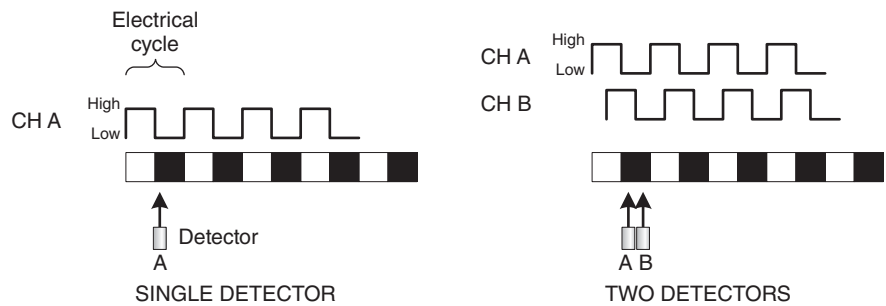 Electrical
cycle
CH A
High
Low
Detector
A
SINGLE DETECTOR
CH A
High
Low
CH B
A B
TWO DETECTORS